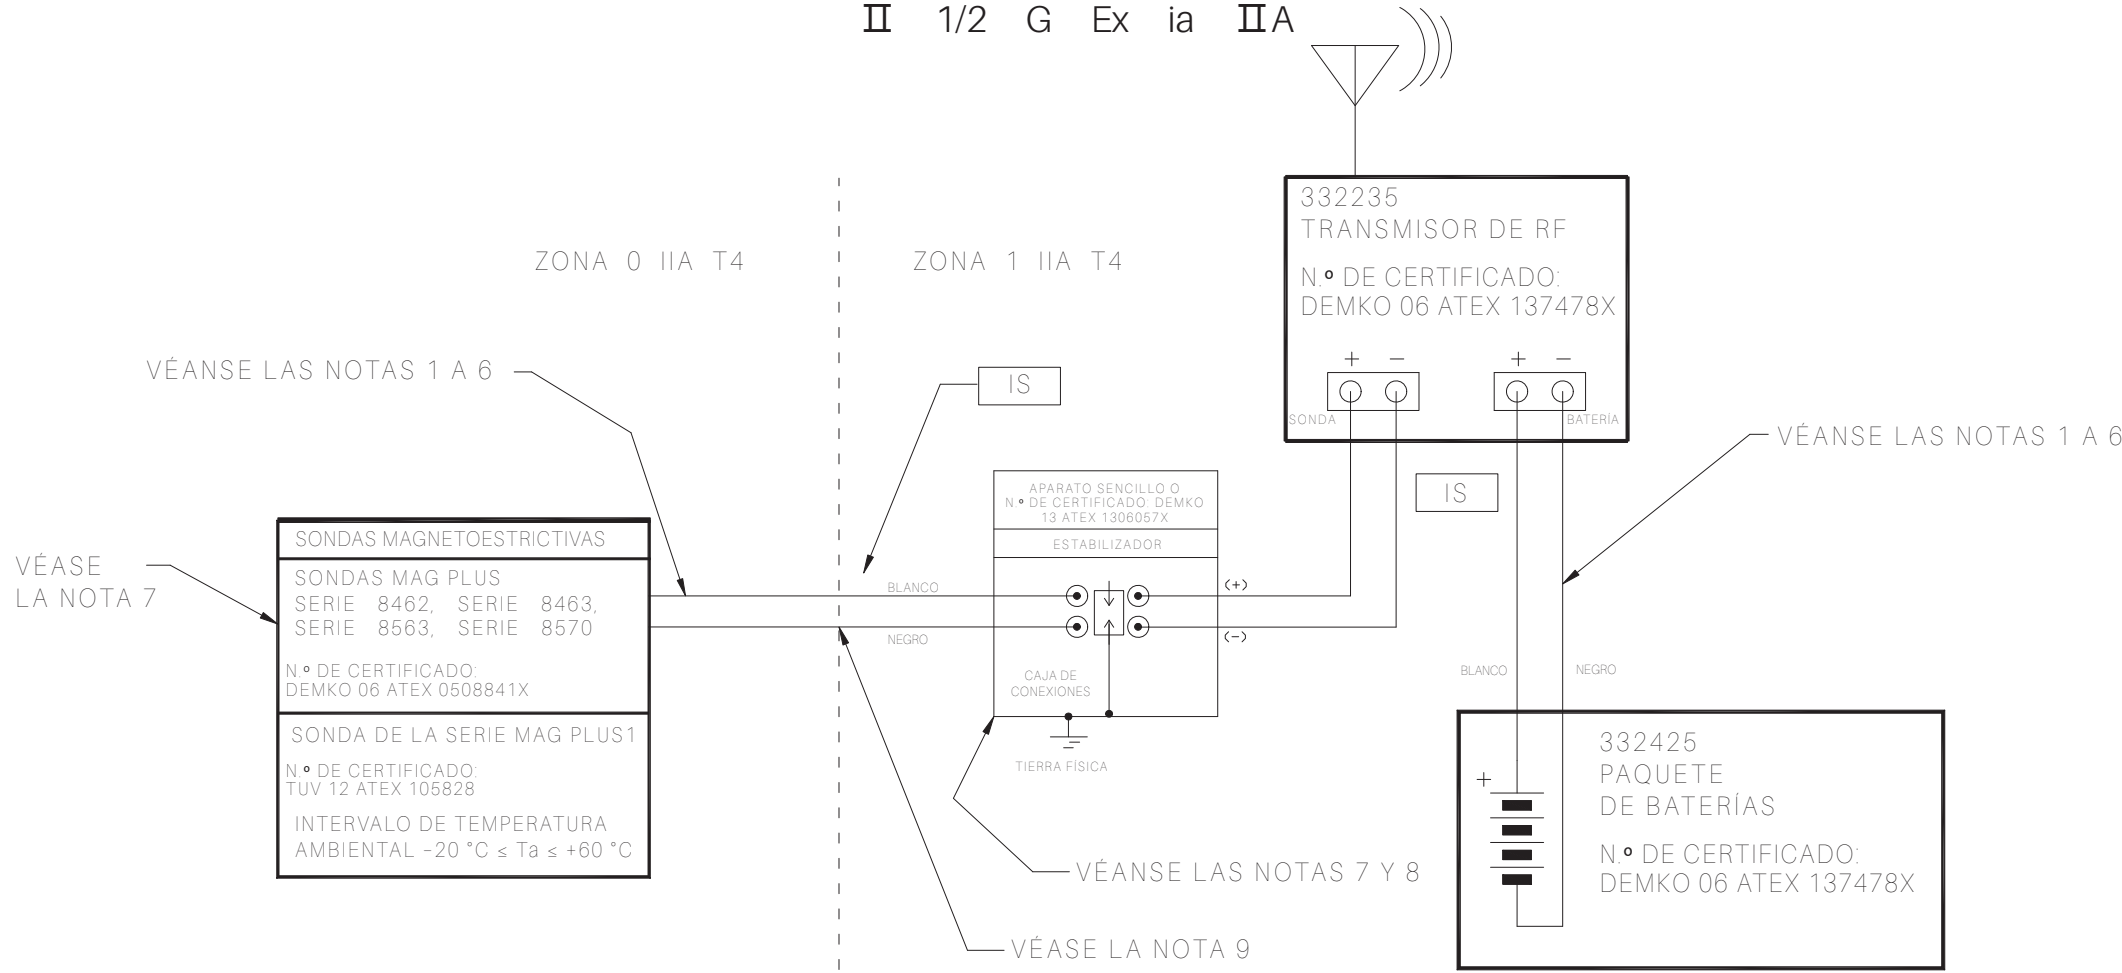 II 1/2 G Ex ia IIA
332235
TRANSMISOR DE RF
N.º DE CERTIFICADO:
DEMKO 06 ATEX 137478X
+ − + −
SONDA
BATERÍA
ZONA 0 IIA T4
ZONA 1 IIA T4
VÉANSE LAS NOTAS 1 A 6
IS
VÉANSE LAS NOTAS 1 A 6
IS
APARATO SENCILLO O
N.º DE CERTIFICADO: DEMKO
13 ATEX 1306057X
ESTABILIZADOR
BLANCO
NEGRO
(+)
(−)
CAJA DE
CONEXIONES
TIERRA FÍSICA
VÉASE
LA NOTA 7
SONDAS MAGNETOESTRICTIVAS
SONDAS MAG PLUS
SERIE 8462, SERIE 8463,
SERIE 8563, SERIE 8570
N.º DE CERTIFICADO:
DEMKO 06 ATEX 0508841X
SONDA DE LA SERIE MAG PLUS1
N.º DE CERTIFICADO:
TUV 12 ATEX 105828
INTERVALO DE TEMPERATURA
AMBIENTAL -20 °C ≤ Ta ≤ +60 °C
BLANCO
NEGRO
+
332425
PAQUETE
DE BATERÍAS
N.º DE CERTIFICADO:
DEMKO 06 ATEX 137478X
VÉANSE LAS NOTAS 7 Y 8
VÉASE LA NOTA 9